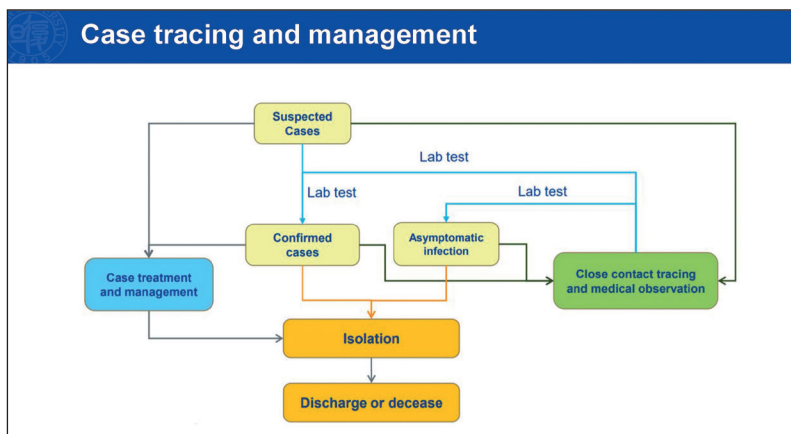 Case tracing and management
Suspected
Cases
Lab test
Lab test
Lab test
Confirmed
cases
Asymptomatic
infection
Case treatment
and management
Close contact tracing
and medical observation
Isolation
Discharge or decease